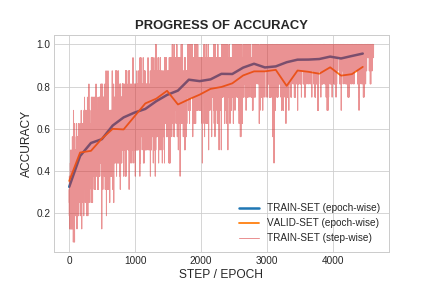 PROGRESS OF ACCURACY
1.0
0.8
0.6
0.4
0.2
ACCURACY
TRAIN-SET (epoch-wise)
VALID-SET (epoch-wise)
TRAIN-SET (step-wise)
0 1000 2000 3000 4000
STEP / EPOCH